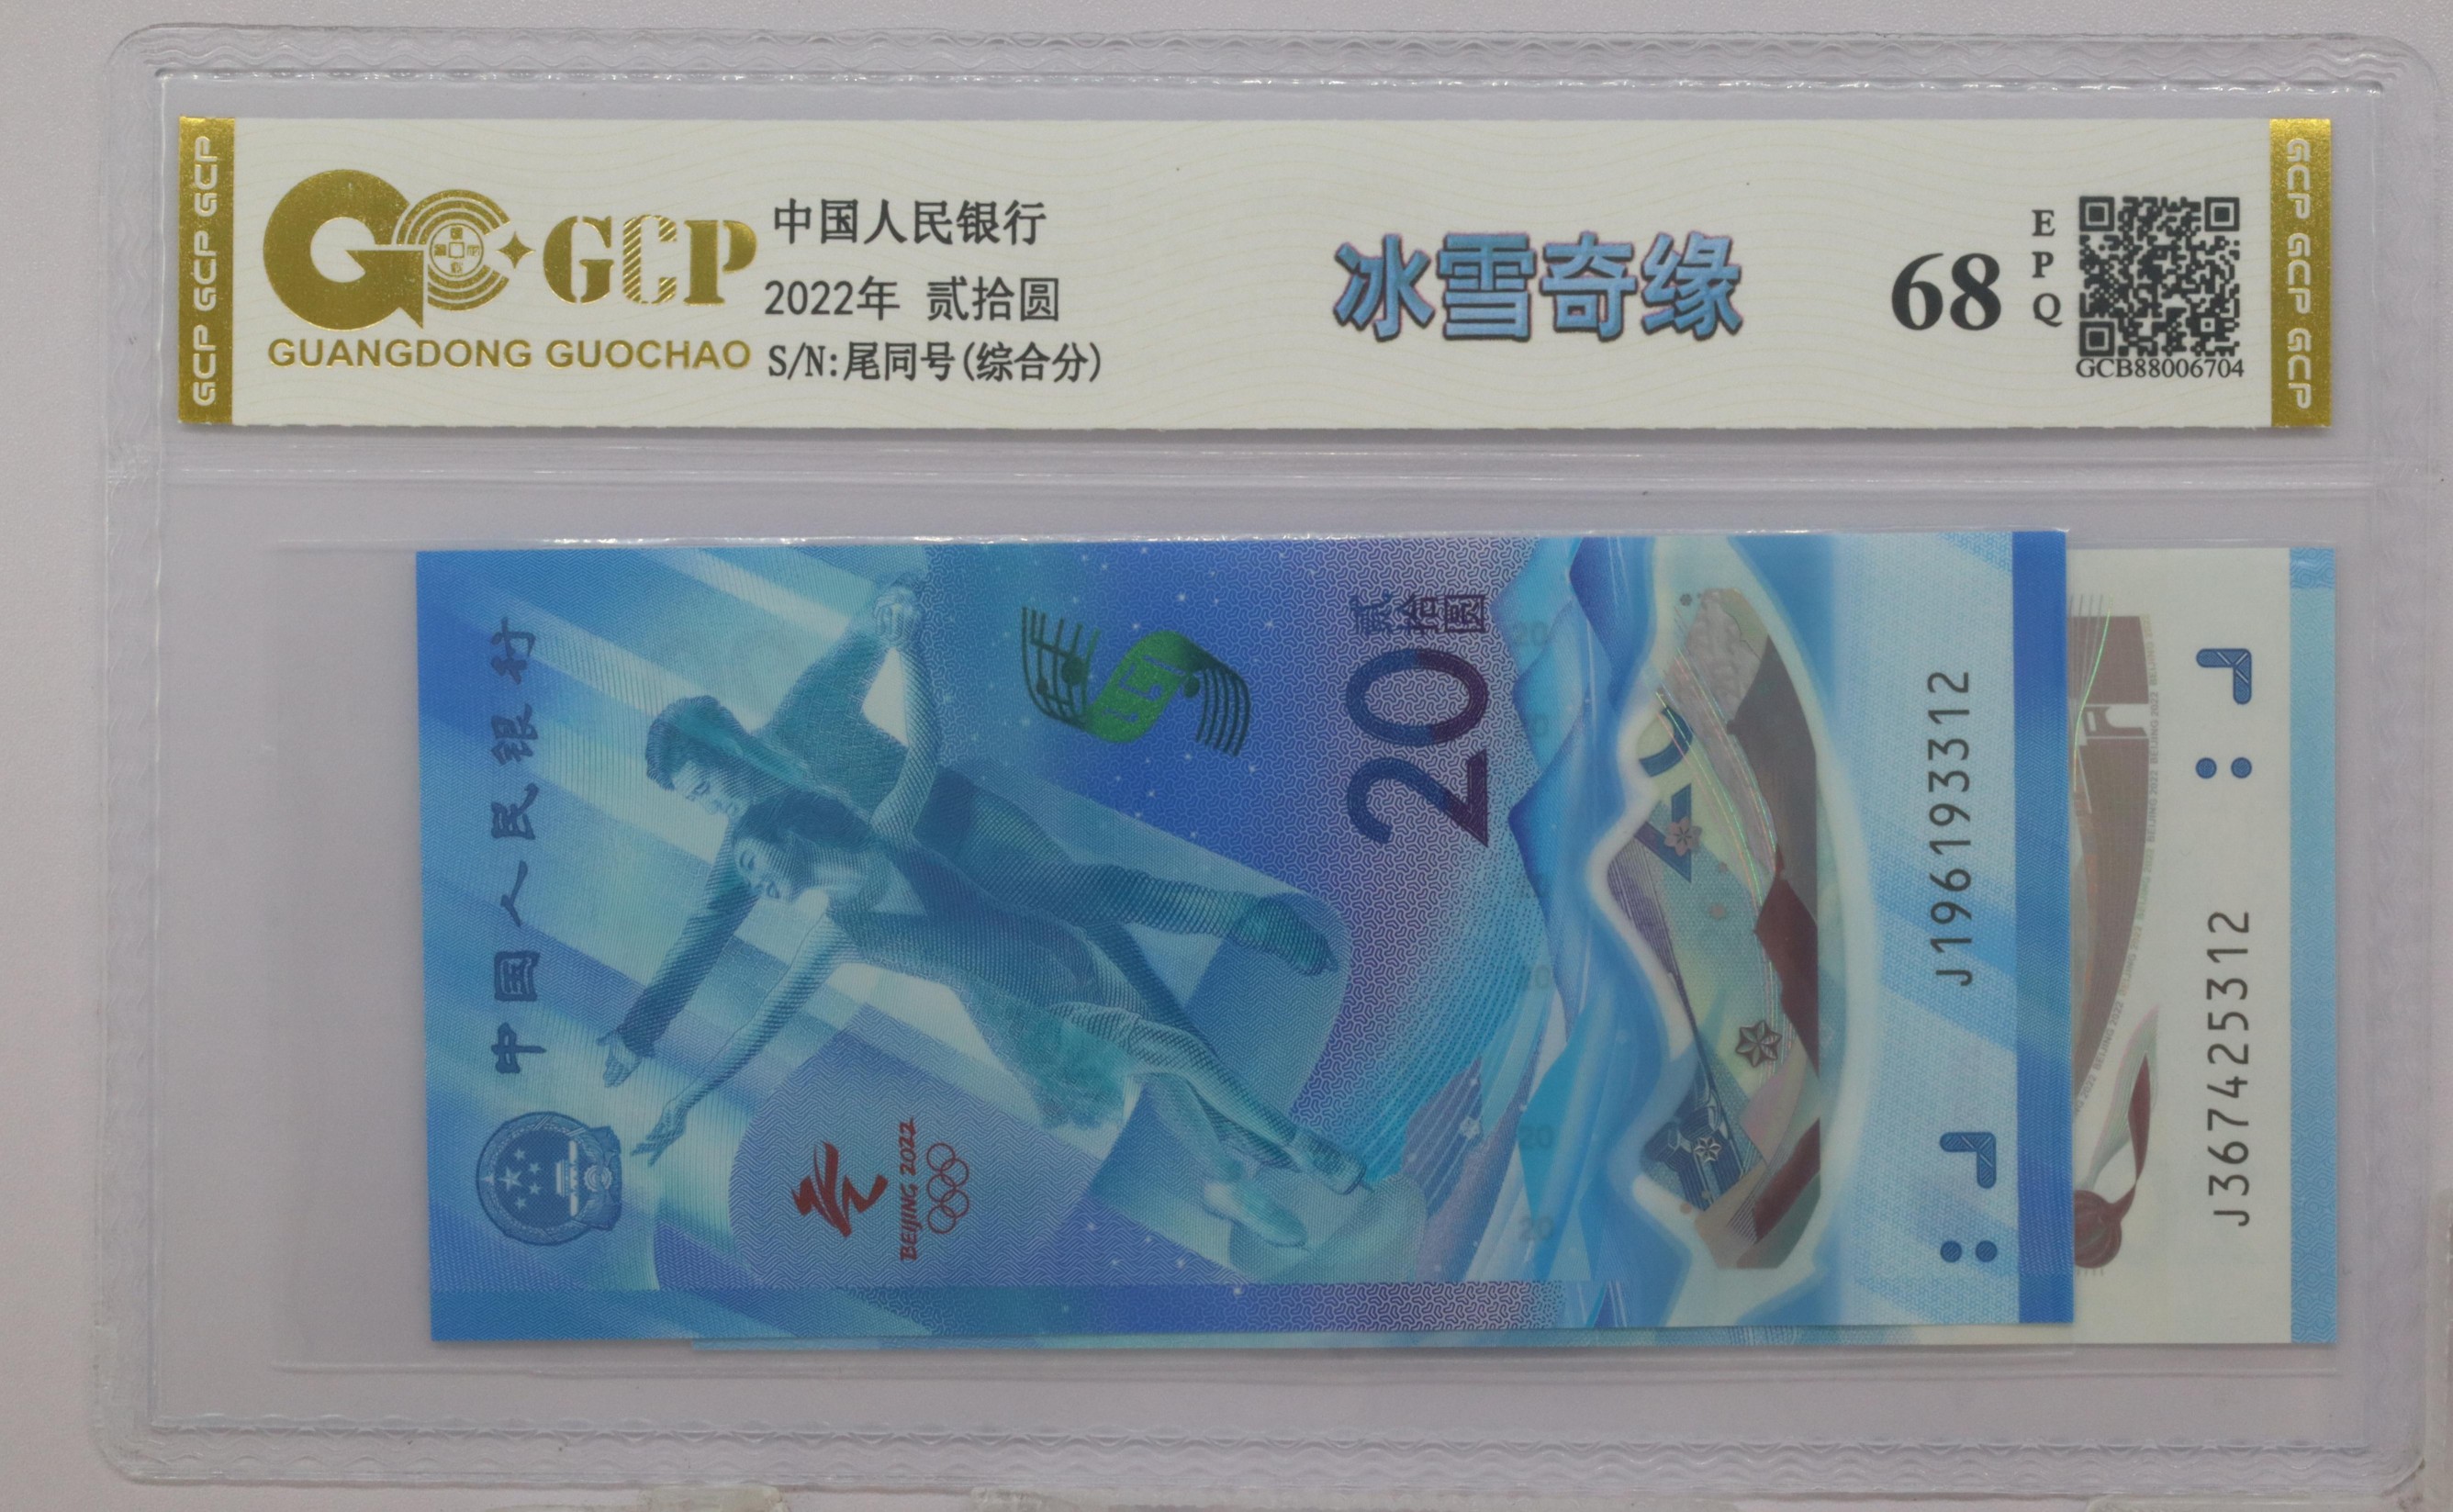 GCP GCP GCP
GCP
GUANGDONG GUOCHAO
中国人民银行
2022年 贰拾圆
S/N:尾同号(综合分)
冰雪奇缘
68
EPQ
GCB88006704
GCP GCP GCP
中国人民银行
BEIJING 2022
贰拾圆
20
J196193312
J367425312